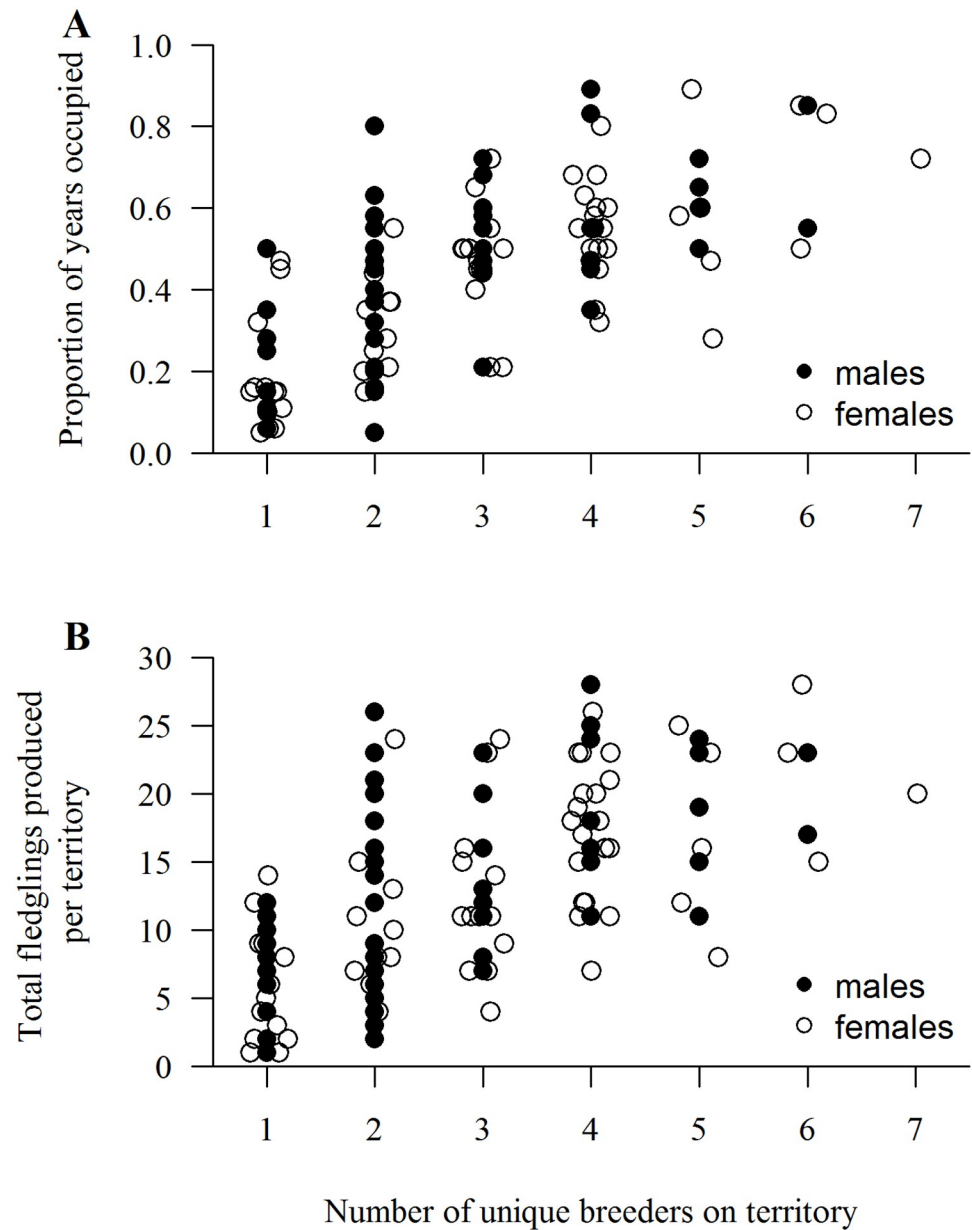 A
Proportion of years occupied
1.0
0.8
0.6
0.4
0.2
0.0
males
females
1 2 3 4 5 6 7
B
Total fledglings produced
per territory
30
25
20
15
10
5
0
males
females
1 2 3 4 5 6 7
Number of unique breeders on territory